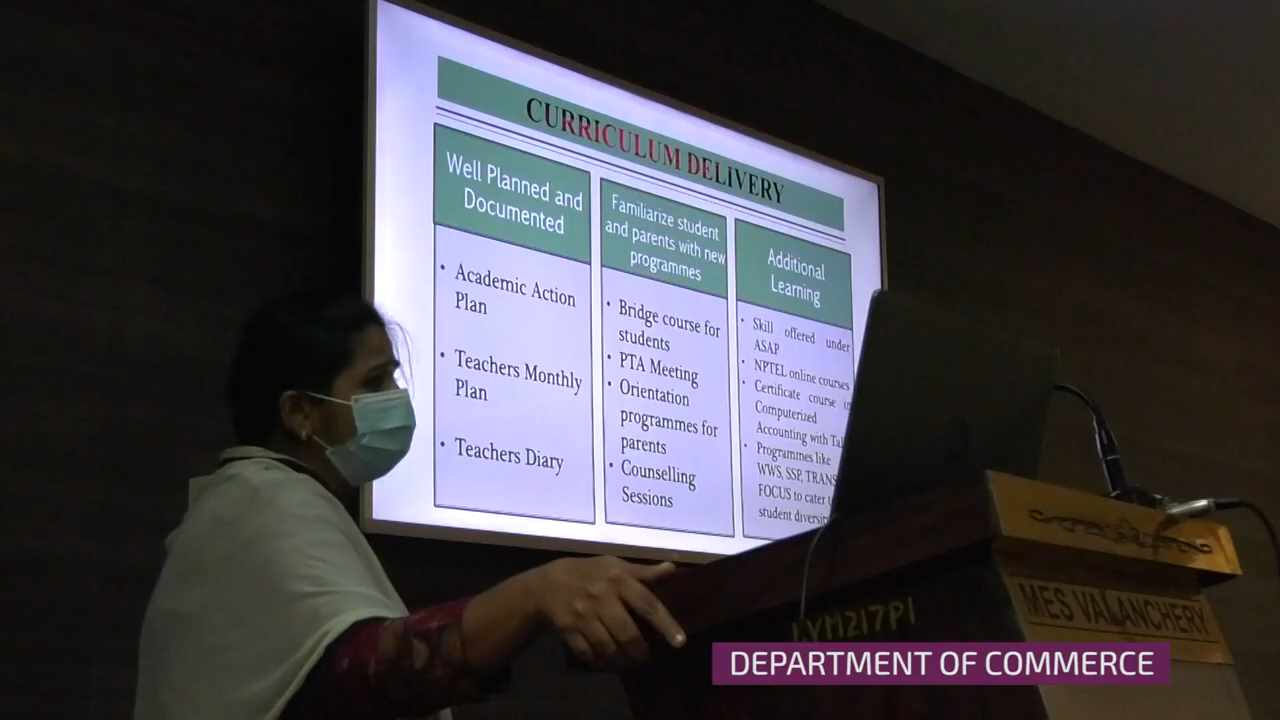 CURRICULUM DELIVERY
Well Planned and
Documented
• Academic Action
Plan
• Teachers Monthly
Plan
• Teachers Diary
Familiarize student
and parents with new
programmes
• Bridge course for
students
• PTA Meeting
• Orientation
programmes for
parents
• Counselling
Sessions
Additional
Learning
• Skill offered under
ASAP
• NPTEL online courses
• Certificate course in
Computerized
Accounting with
• Programmes like
WWS, SSP,
FOCUS to cater
student
MES VALANCHERY
DEPARTMENT OF COMMERCE